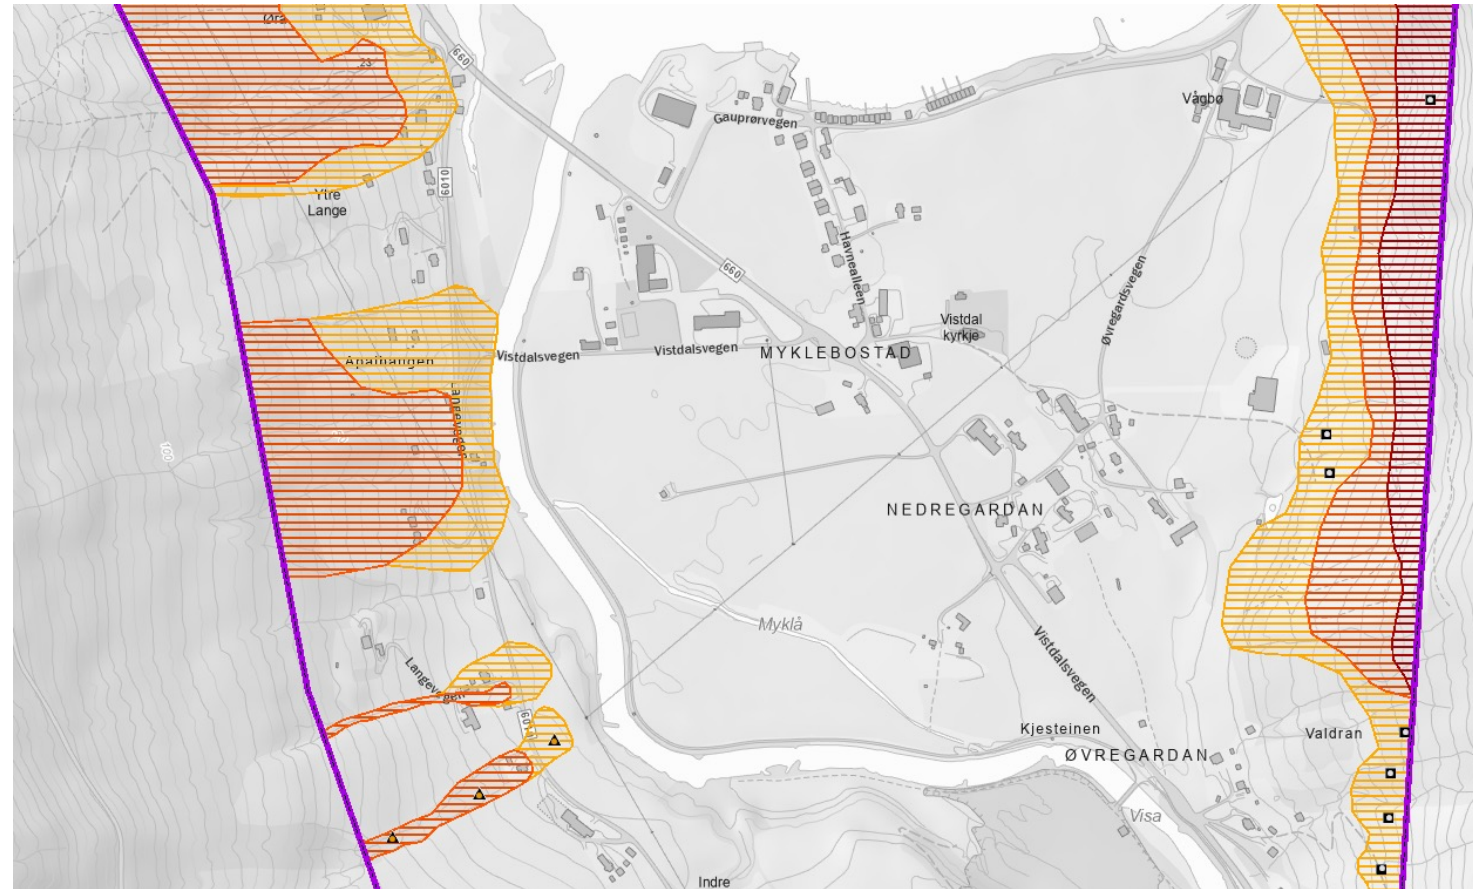 Øra
660
23
Gauprørvegen
Vågbø
6010
Ytre
Lange
Havnealleen
660
Øvregardsvegen
Vistdal
kyrkje
Vistdalsvegen
Vistdalsvegen
MYKLEBOSTAD
Langevegen
100
NEDREGARDAN
Myklå
Vistdalsvegen
Langevegen
Kjesteinen
ØVREGARDAN
Valdran
Visa
Indre